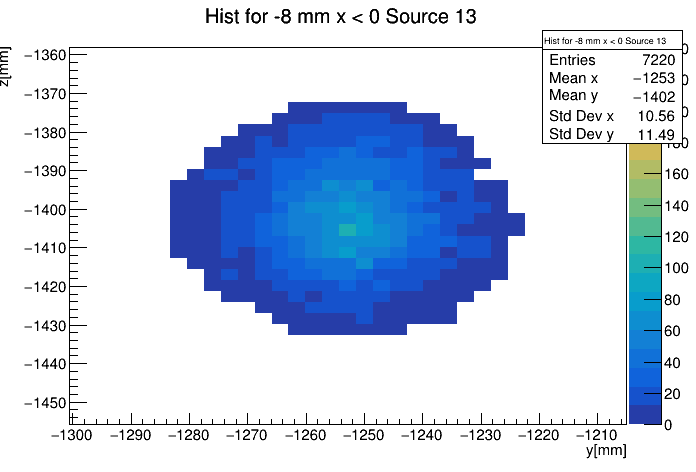 Hist for -8 mm x < 0 Source 13
Hist for -8 mm x < 0 Source 13
Entries 7220
Mean x −1253
Mean y −1402
Std Dev x 10.56
Std Dev y 11.49
z[mm]
−1360
−1370
−1380
−1390
−1400
−1410
−1420
−1430
−1440
−1450
−1300 −1290 −1280 −1270 −1260 −1250 −1240 −1230 −1220 −1210
y[mm]
180
160
140
120
100
80
60
40
20
0